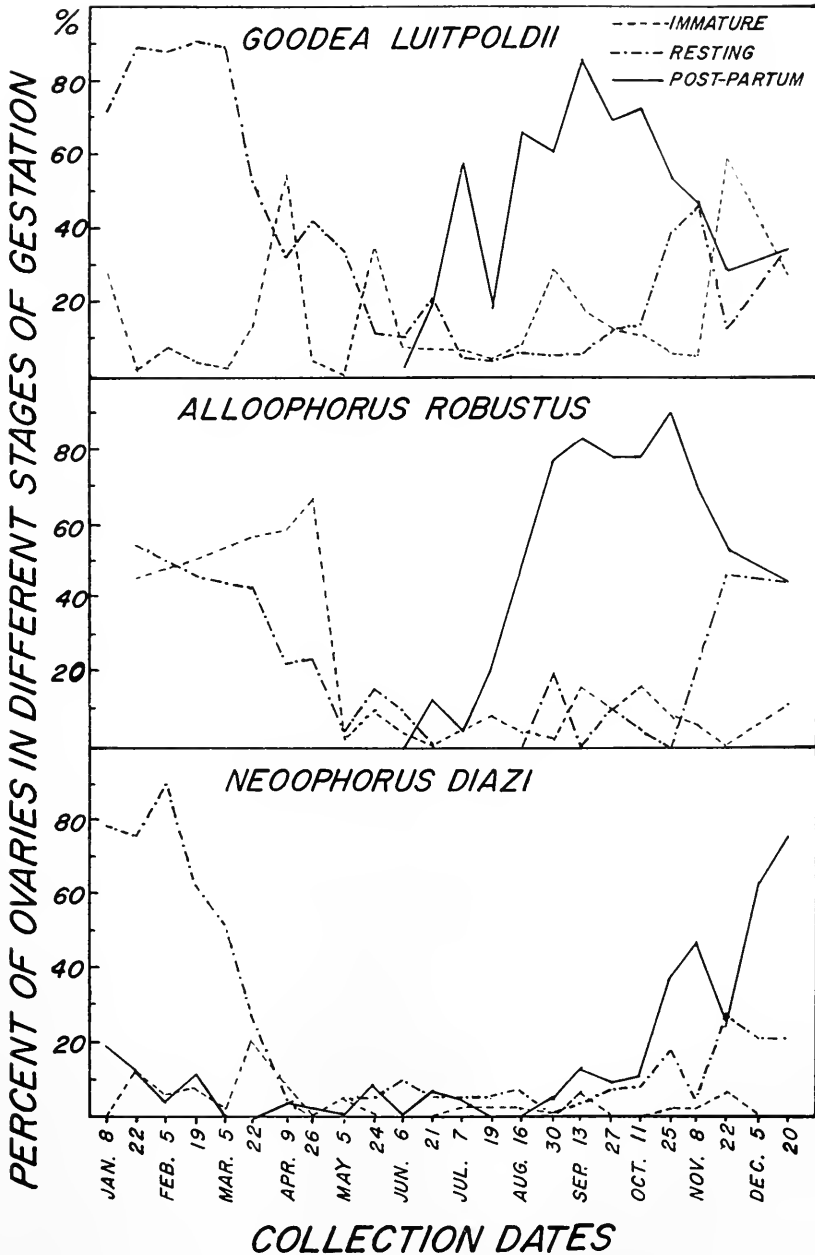 PERCENT OF OVARIES IN DIFFERENT STAGES OF GESTATION
%
80
60
40
20
GOODEA LUITPOLDII
IMMATURE
RESTING
POST-PARTUM
80
60
40
20
ALLOOPHORUS ROBUSTUS
80
60
40
20
NEOOPHORUS DIAZI
JAN. 8
22
FEB. 5
19
MAR. 5
22
APR. 9
26
MAY 5
24
JUN. 6
21
JUL. 7
19
AUG. 16
30
SEP. 13
27
OCT. 11
25
NOV. 8
22
DEC. 5
20
COLLECTION DATES